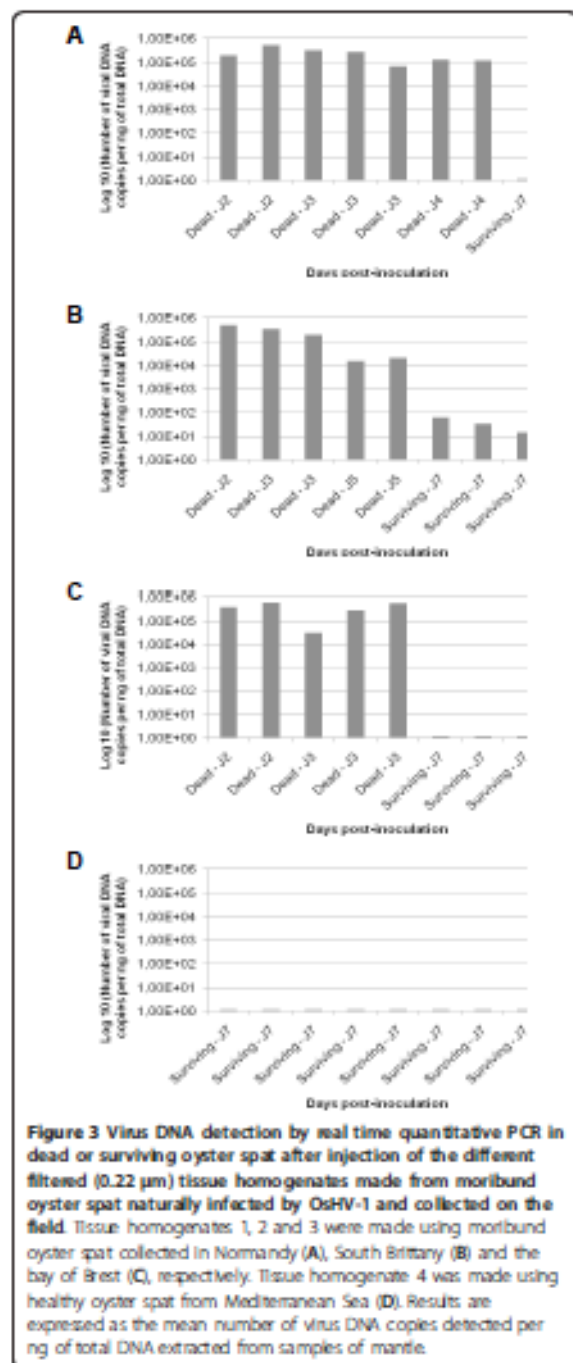 A
Log 10 (Number of viral DNA
copies per ng of total DNA)
1,00E+06
1,00E+05
1,00E+04
1,00E+03
1,00E+02
1,00E+01
1,00E+00
Dead - J2
Dead - J2
Dead - J3
Dead - J3
Dead - J3
Dead - J4
Dead - J4
Surviving - J7
Days post-inoculation
B
Log 10 (Number of viral DNA
copies per ng of total DNA)
1,00E+06
1,00E+05
1,00E+04
1,00E+03
1,00E+02
1,00E+01
1,00E+00
Dead - J2
Dead - J3
Dead - J3
Dead - J5
Dead - J5
Surviving - J7
Surviving - J7
Surviving - J7
Days post-inoculation
C
Log 10 (Number of viral DNA
copies per ng of total DNA)
1,00E+06
1,00E+05
1,00E+04
1,00E+03
1,00E+02
1,00E+01
1,00E+00
Dead - J2
Dead - J2
Dead - J3
Dead - J3
Dead - J3
Surviving - J7
Surviving - J7
Surviving - J7
Days post-inoculation
D
Log 10 (Number of viral DNA
copies per ng of total DNA)
1,00E+06
1,00E+05
1,00E+04
1,00E+03
1,00E+02
1,00E+01
1,00E+00
Surviving - J7
Surviving - J7
Surviving - J7
Surviving - J7
Surviving - J7
Surviving - J7
Surviving - J7
Surviving - J7
Days post-inoculation
Figure 3 Virus DNA detection by real time quantitative PCR in
dead or surviving oyster spat after injection of the different
filtered (0.22 μm) tissue homogenates made from moribund
oyster spat naturally infected by OsHV-1 and collected on the
field. Tissue homogenates 1, 2 and 3 were made using moribund
oyster spat collected in Normandy (A), South Brittany (B) and the
bay of Brest (C), respectively. Tissue homogenate 4 was made using
healthy oyster spat from Mediterranean Sea (D). Results are
expressed as the mean number of virus DNA copies detected per
ng of total DNA extracted from samples of mantle.